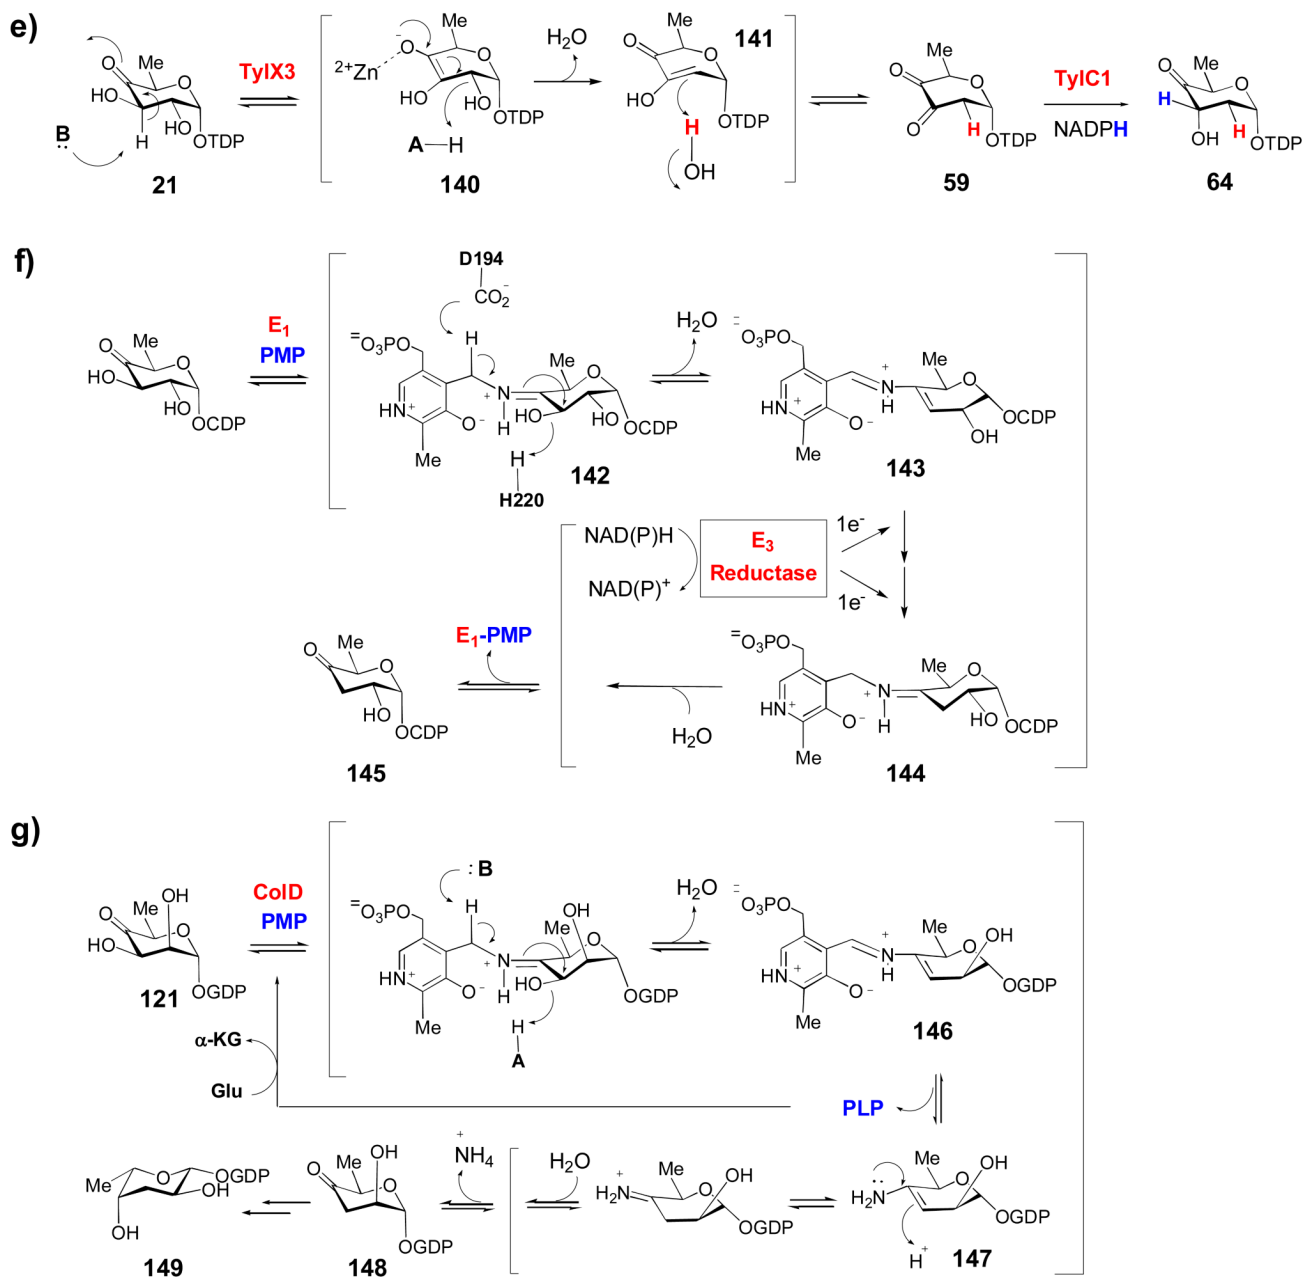 e)
O
Me
O
HO
HO
H
B
:
OTDP
21
TylX3
2+Zn
−
O
Me
O
HO
HO
OTDP
A—H
140
H2O
O
Me
141
O
HO
OTDP
H
OH
Me
O
O
O
H
OTDP
59
TylC1
NADPH
Me
O
O
H
OH
H
OTDP
64
f)
O
Me
O
HO
HO
OCDP
E1
PMP
D194
CO2−
=O3PO
H
Me
O
N
+
H
HN+
O−
HO
HO
OCDP
Me
H
H220
142
H2O
=O3PO
Me
O
+
N
H
HN+
O−
OCDP
OH
Me
143
NAD(P)H
NAD(P)+
E3
Reductase
1e-
1e-
O
Me
O
HO
OCDP
145
E1-PMP
H2O
=O3PO
Me
O
N
+
H
HN+
O−
HO
OCDP
Me
144
g)
OH
O
Me
O
HO
OGDP
121
ColD
PMP
:B
=O3PO
H
OH
Me
O
N
+
H
HN+
O−
HO
OGDP
Me
H
A
H2O
=O3PO
Me
OH
O
+
N
H
HN+
O−
OGDP
Me
146
α-KG
Glu
PLP
O
OGDP
Me
OH
OH
149
OH
O
Me
O
OGDP
148
+
NH4
H2O
+
H2N
Me
OH
O
OGDP
Me
OH
O
H2N
OGDP
H+
147